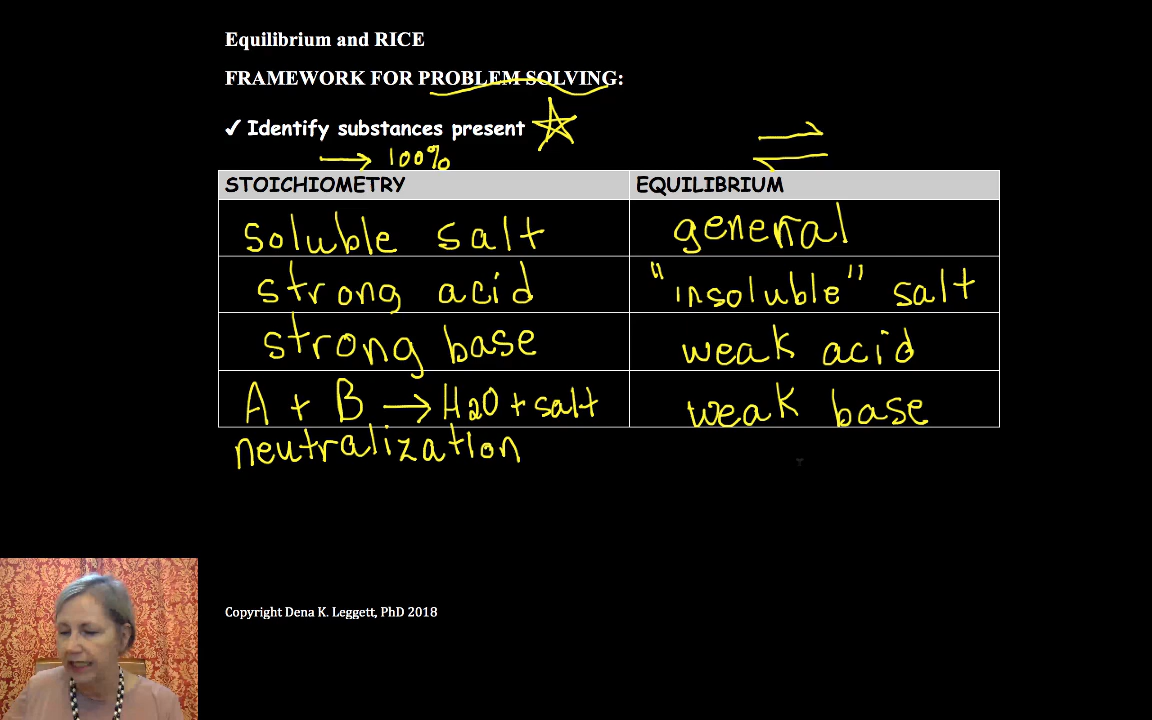 Equilibrium and RICE
FRAMEWORK FOR PROBLEM SOLVING:
✓ Identify substances present
→ 100%
STOICHIOMETRY EQUILIBRIUM
soluble salt general
strong acid "insoluble" salt
strong base weak acid
A + B → H2O + salt weak base
neutralization
Copyright Dena K. Leggett, PhD 2018